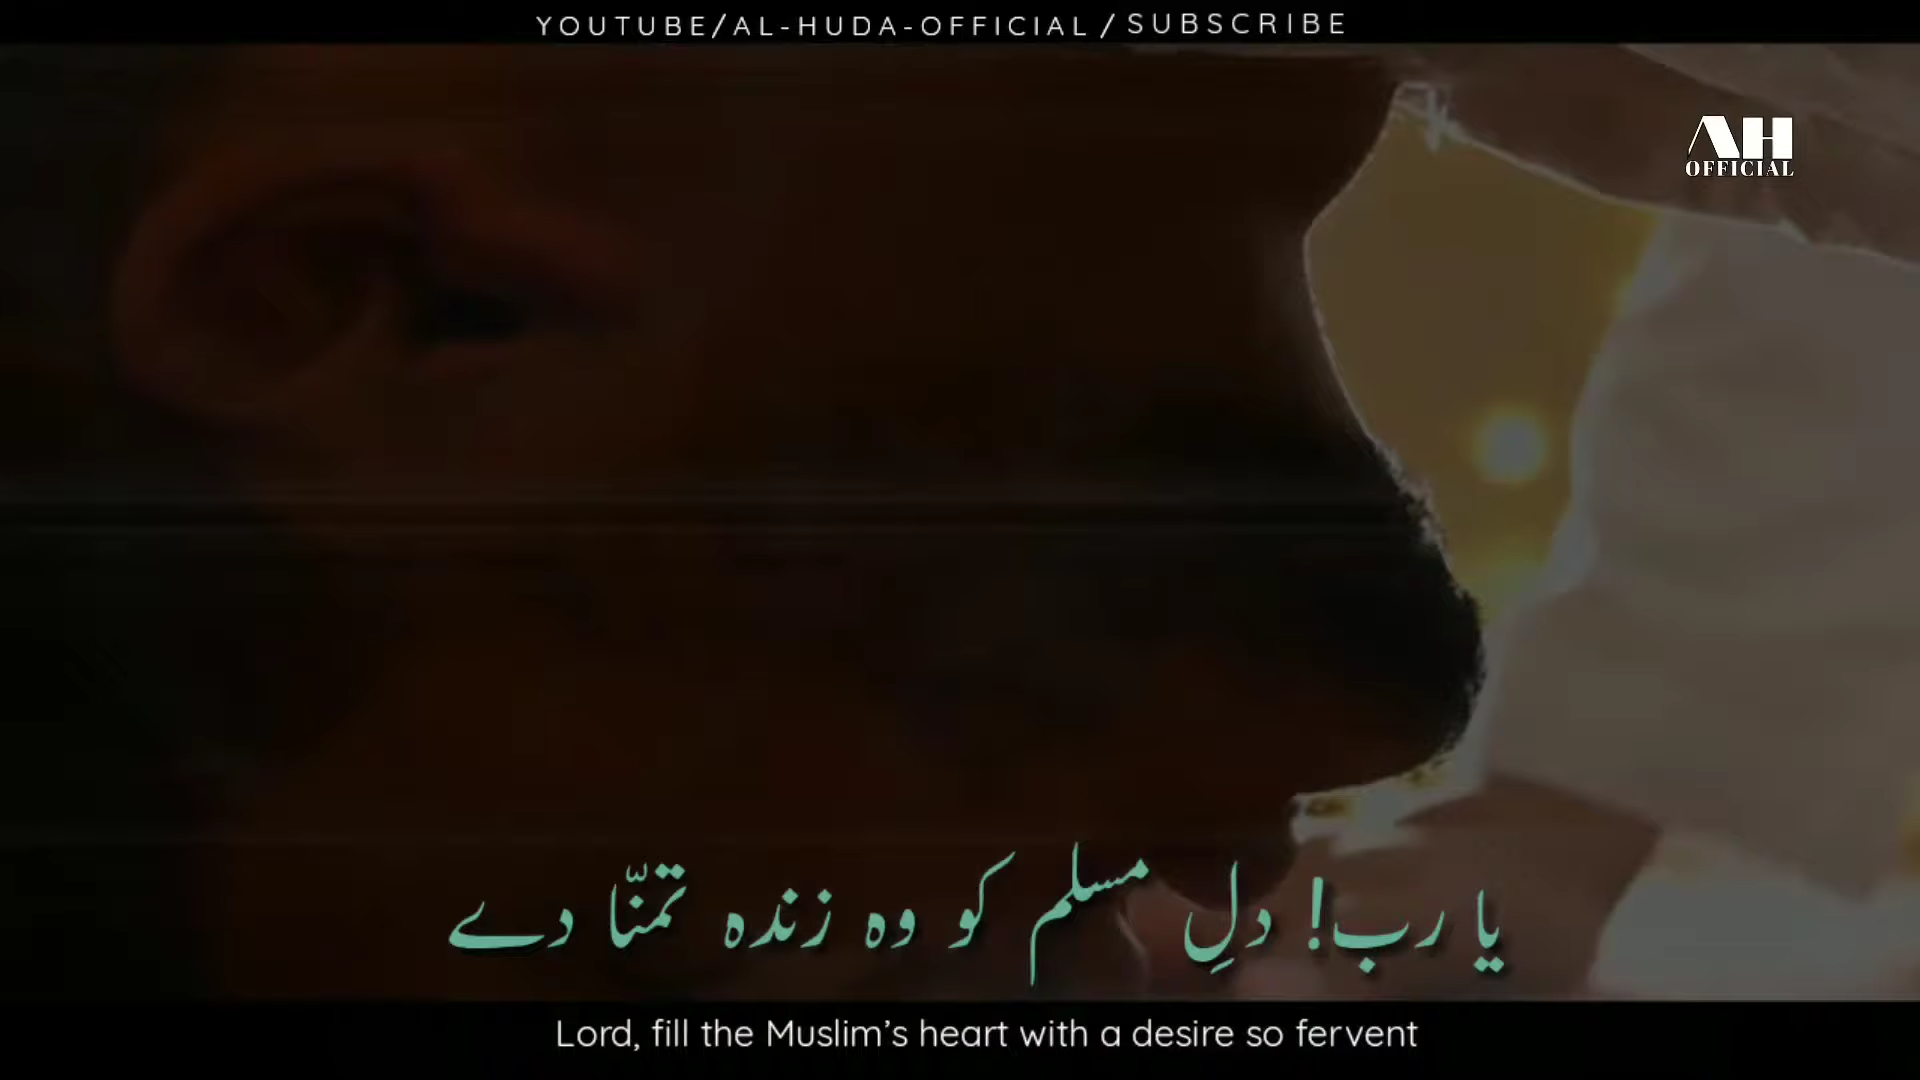 YOUTUBE/AL-HUDA-OFFICIAL / SUBSCRIBE
AH
OFFICIAL
یا رب! دلِ مسلم کو وہ زندہ تمنّا دے
Lord, fill the Muslim's heart with a desire so fervent